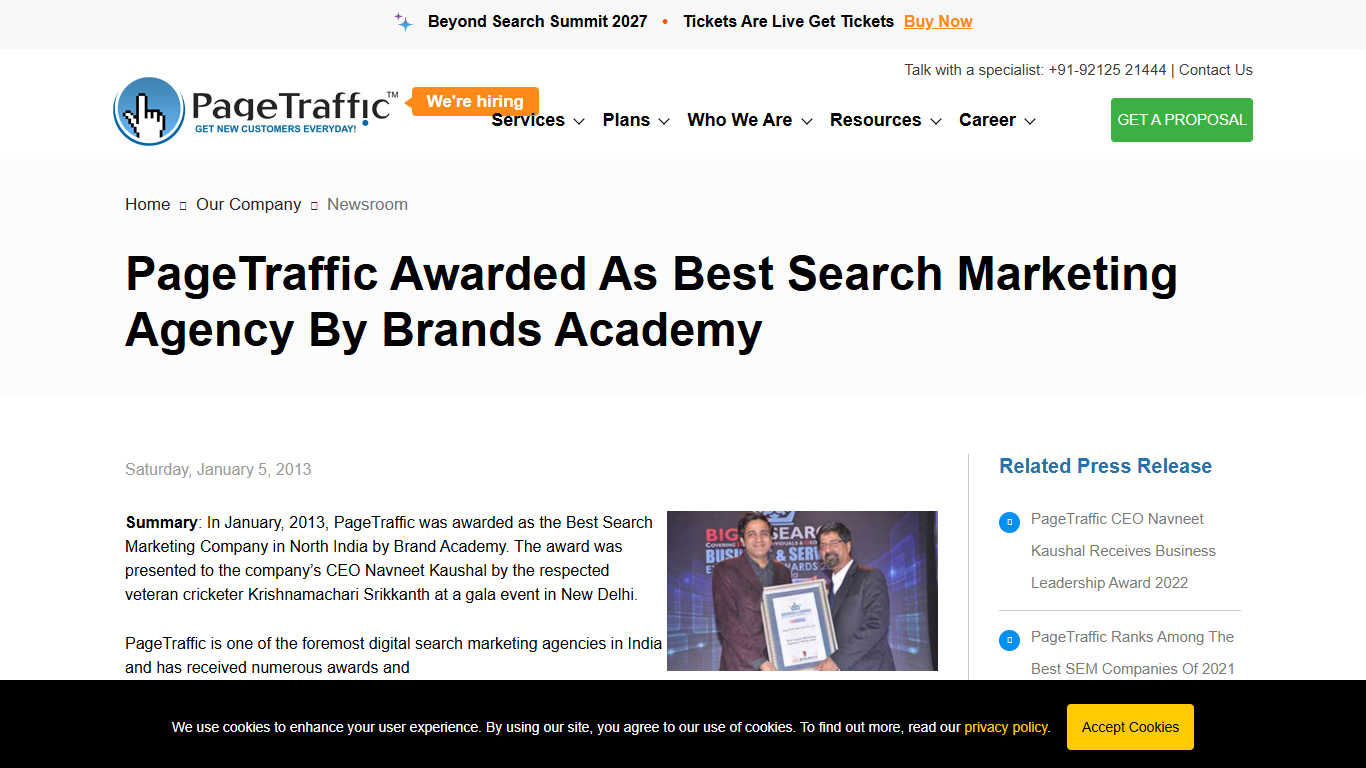 Beyond Search Summit 2027 • Tickets Are Live Get Tickets Buy Now
Talk with a specialist: +91-92125 21444 | Contact Us
PageTraffic™
GET NEW CUSTOMERS EVERYDAY!
We're hiring
Services
Plans
Who We Are
Resources
Career
GET A PROPOSAL
Home
Our Company
Newsroom
PageTraffic Awarded As Best Search Marketing
Agency By Brands Academy
Saturday, January 5, 2013
Summary: In January, 2013, PageTraffic was awarded as the Best Search
Marketing Company in North India by Brand Academy. The award was
presented to the company’s CEO Navneet Kaushal by the respected
veteran cricketer Krishnamachari Srikkanth at a gala event in New Delhi.
PageTraffic is one of the foremost digital search marketing agencies in India
and has received numerous awards and
Related Press Release
PageTraffic CEO Navneet
Kaushal Receives Business
Leadership Award 2022
PageTraffic Ranks Among The
Best SEM Companies Of 2021
We use cookies to enhance your user experience. By using our site, you agree to our use of cookies. To find out more, read our privacy policy.
Accept Cookies